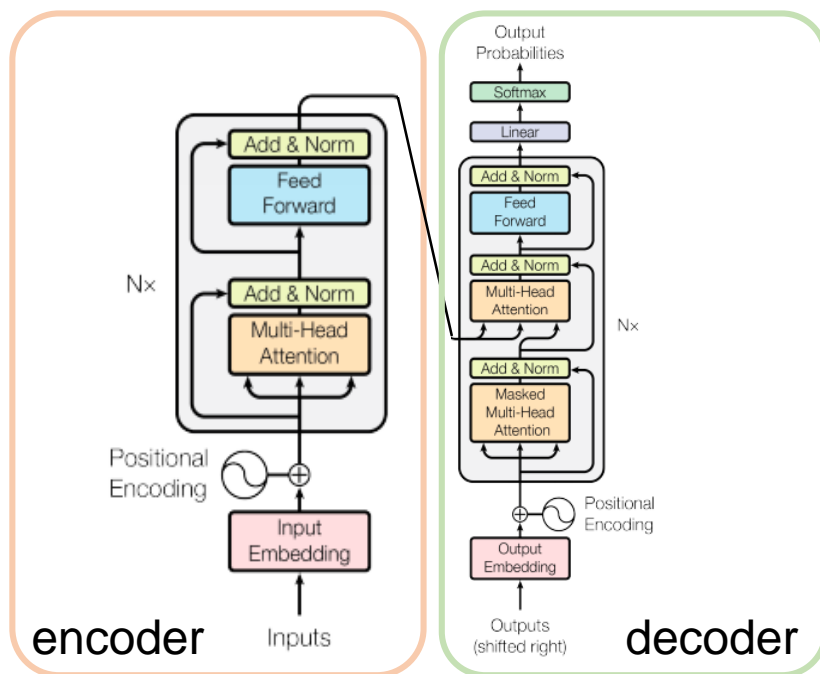 Add & Norm
Feed
Forward
Nx
Add & Norm
Multi-Head
Attention
Positional
Encoding
Input
Embedding
Inputs
encoder
Output
Probabilities
Softmax
Linear
Add & Norm
Feed
Forward
Add & Norm
Multi-Head
Attention
Nx
Add & Norm
Masked
Multi-Head
Attention
Positional
Encoding
Output
Embedding
Outputs
(shifted right)
decoder